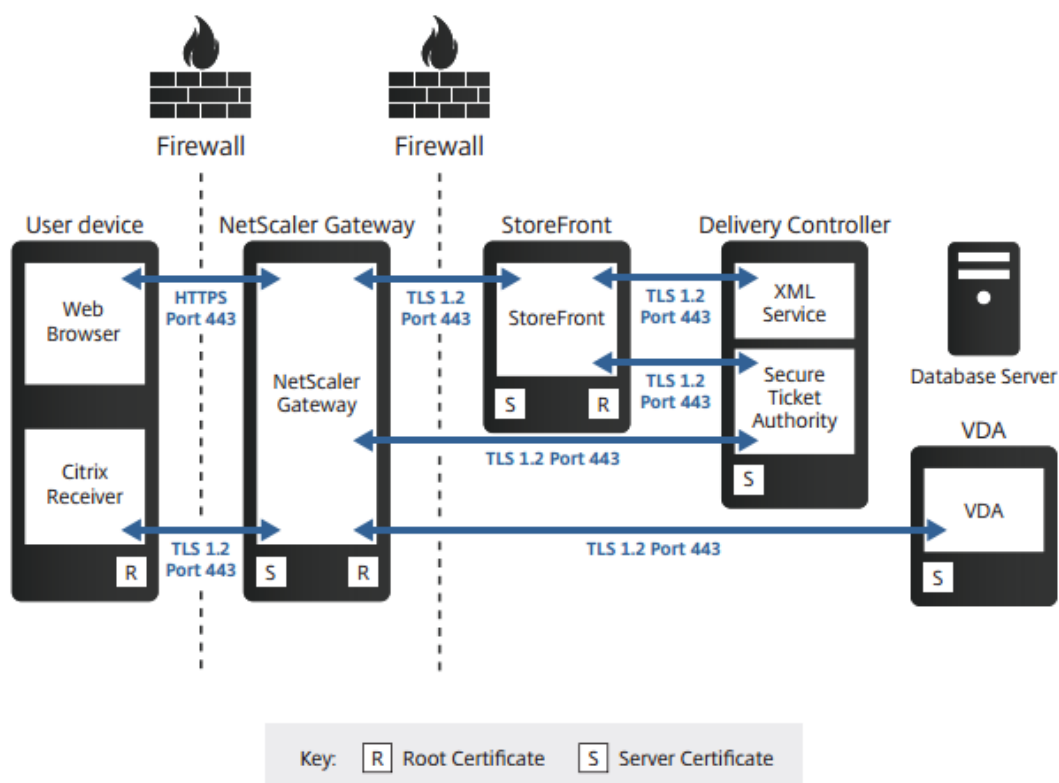 Firewall
Firewall
User device
NetScaler Gateway
StoreFront
Delivery Controller
Web
Browser
HTTPS
Port 443
TLS 1.2
Port 443
StoreFront
TLS 1.2
Port 443
XML
Service
NetScaler
Gateway
TLS 1.2
Port 443
Secure
Ticket
Authority
Database Server
S
R
TLS 1.2 Port 443
VDA
Citrix
Receiver
S
VDA
TLS 1.2
Port 443
TLS 1.2 Port 443
R
S
R
S
Key:
R
Root Certificate
S
Server Certificate